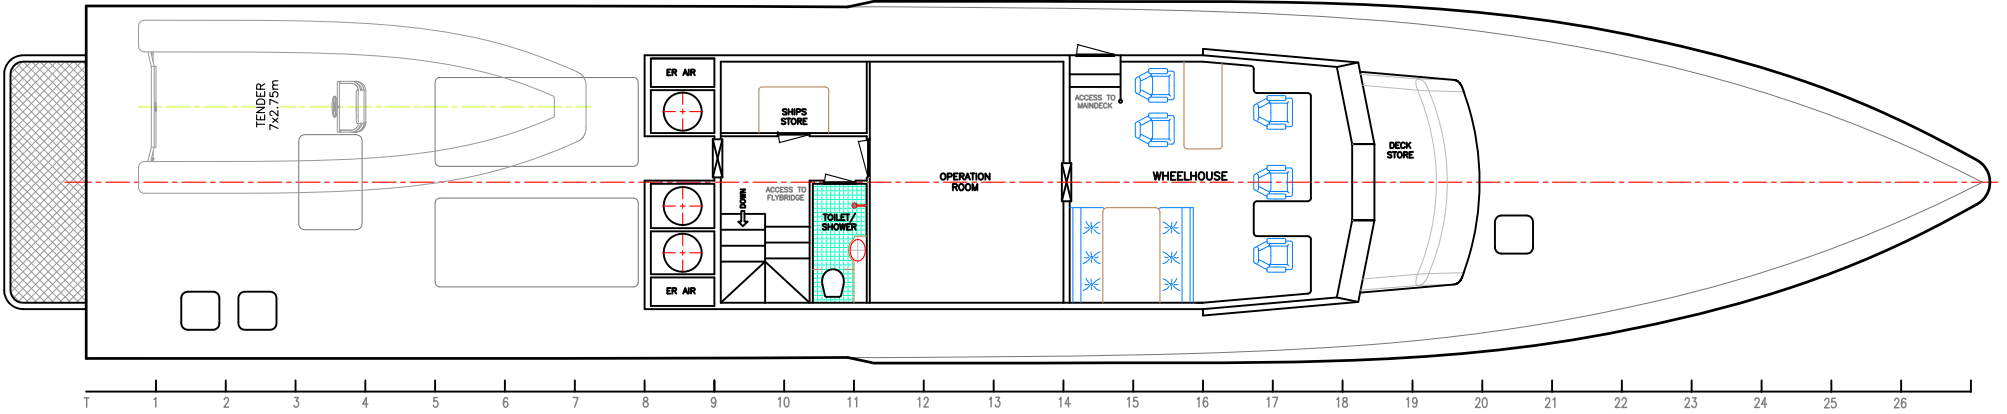 TENDER
7x2.75m
ER AIR
SHIPS
STORE
ACCESS TO
MAINDECK
DECK
STORE
OPERATION
ROOM
WHEELHOUSE
DOWN
ACCESS TO
FLYBRIDGE
TOILET/
SHOWER
ER AIR
T 1 2 3 4 5 6 7 8 9 10 11 12 13 14 15 16 17 18 19 20 21 22 23 24 25 26